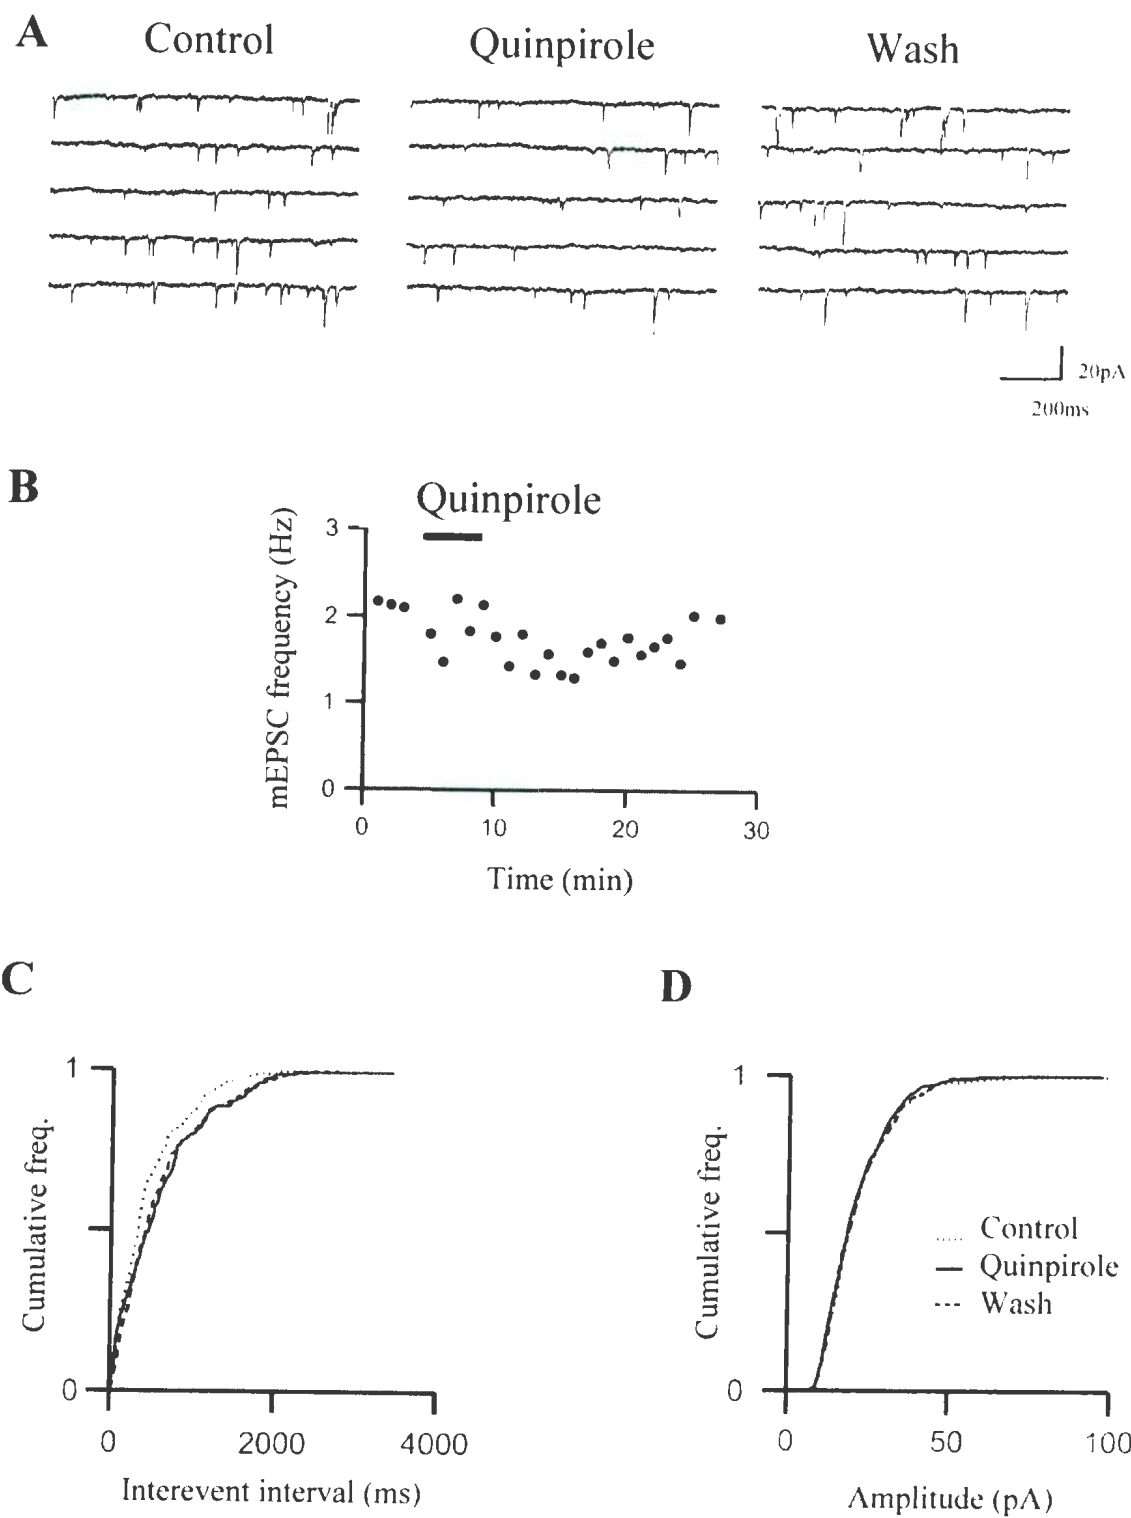 A
Control
Quinpirole
Wash
20pA
200ms
B
Quinpirole
mEPSC frequency (Hz)
3
2
1
0
0 10 20 30
Time (min)
C
Cumulative freq.
1
0
0 2000 4000
Interevent interval (ms)
D
Cumulative freq.
1
0
Control
Quinpirole
Wash
0 50 100
Amplitude (pA)